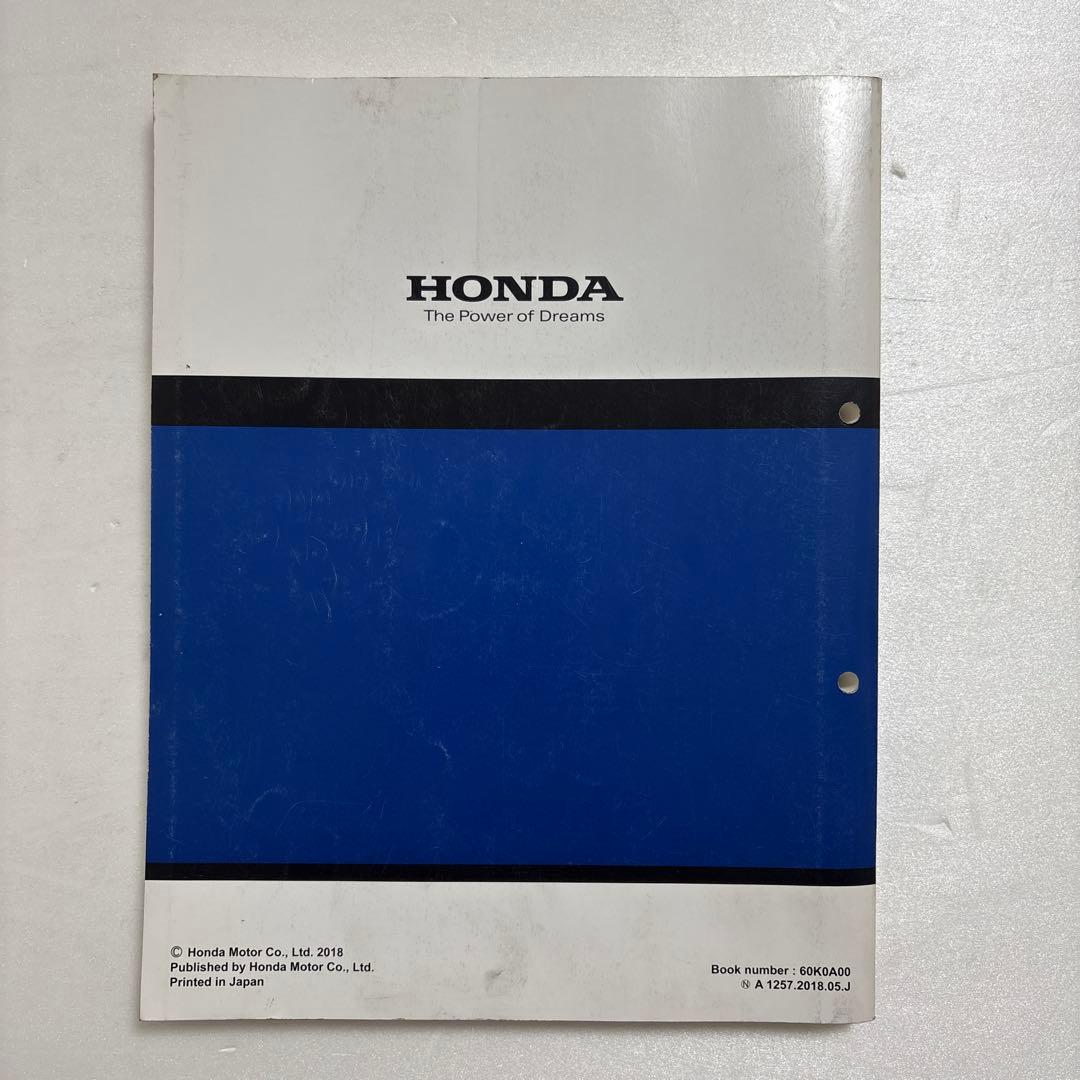 HONDA
The Power of Dreams
© Honda Motor Co., Ltd. 2018
Published by Honda Motor Co., Ltd.
Printed in Japan
Book number : 60K0A00
Ⓝ A 1257.2018.05.J